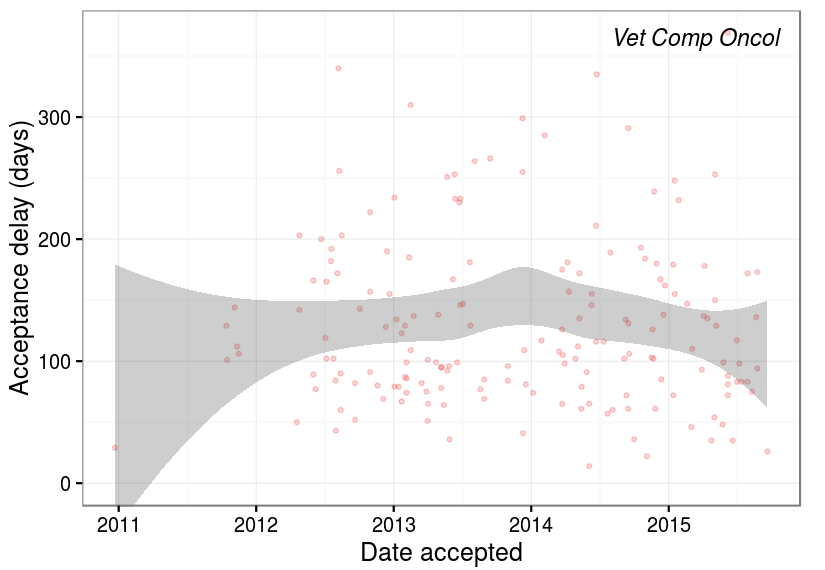 Vet Comp Oncol
Acceptance delay (days)
300
200
100
0
2011 2012 2013 2014 2015
Date accepted